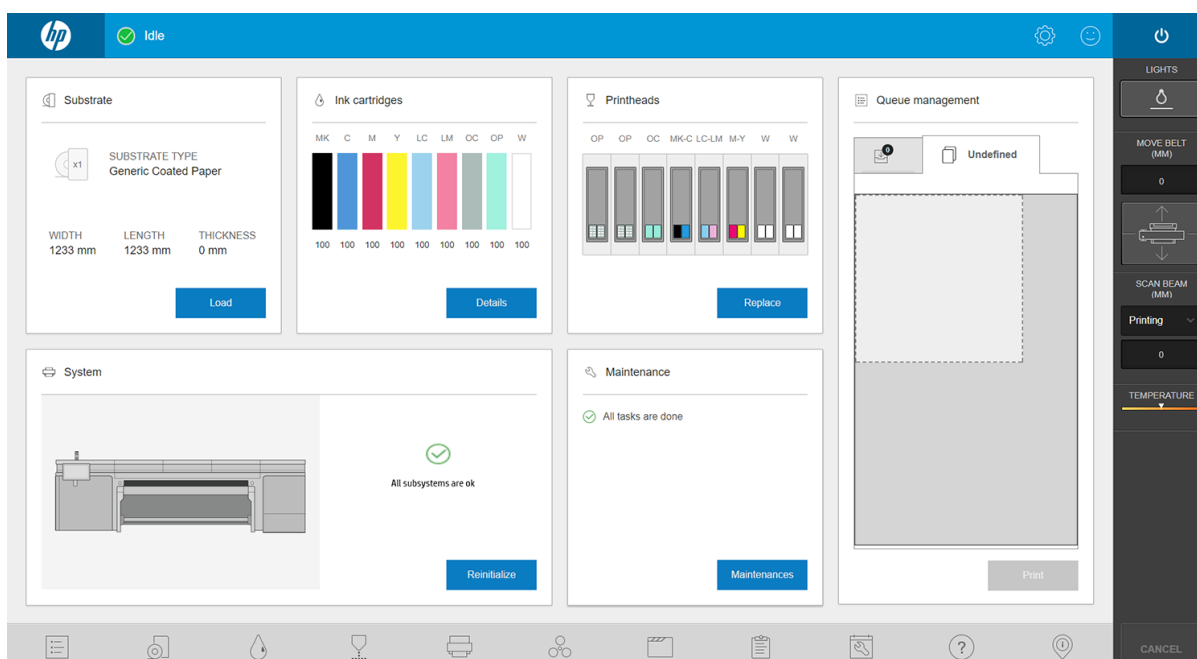 hp
Idle
LIGHTS
MOVE BELT
(MM)
0
SCAN BEAM
(MM)
Printing
0
TEMPERATURE
CANCEL
Substrate
x1
SUBSTRATE TYPE
Generic Coated Paper
WIDTH LENGTH THICKNESS
1233 mm 1233 mm 0 mm
Load
Ink cartridges
MK C M Y LC LM OC OP W
100 100 100 100 100 100 100 100 100
Details
Printheads
OP OP OC MK-C LC-LM M-Y W W
Replace
Queue management
0
Undefined
Print
System
All subsystems are ok
Reinitialize
Maintenance
All tasks are done
Maintenances
?